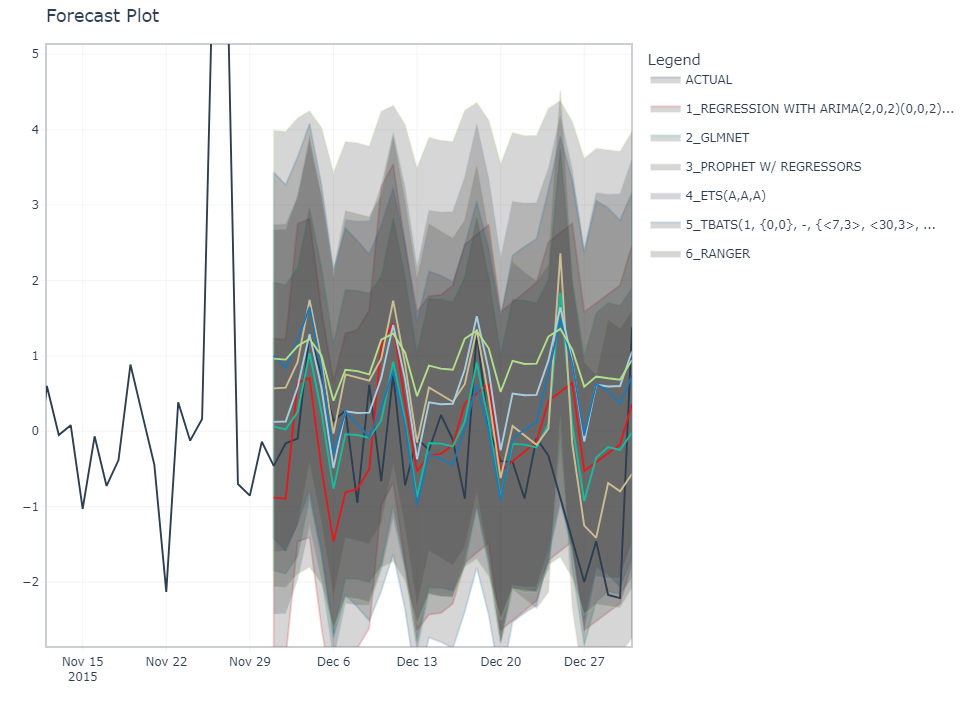 Forecast Plot
5
4
3
2
1
0
−1
−2
Nov 15
2015
Nov 22
Nov 29
Dec 6
Dec 13
Dec 20
Dec 27
Legend
ACTUAL
1_REGRESSION WITH ARIMA(2,0,2)(0,0,2)...
2_GLMNET
3_PROPHET W/ REGRESSORS
4_ETS(A,A,A)
5_TBATS(1, {0,0}, -, {<7,3>, <30,3>, ...
6_RANGER